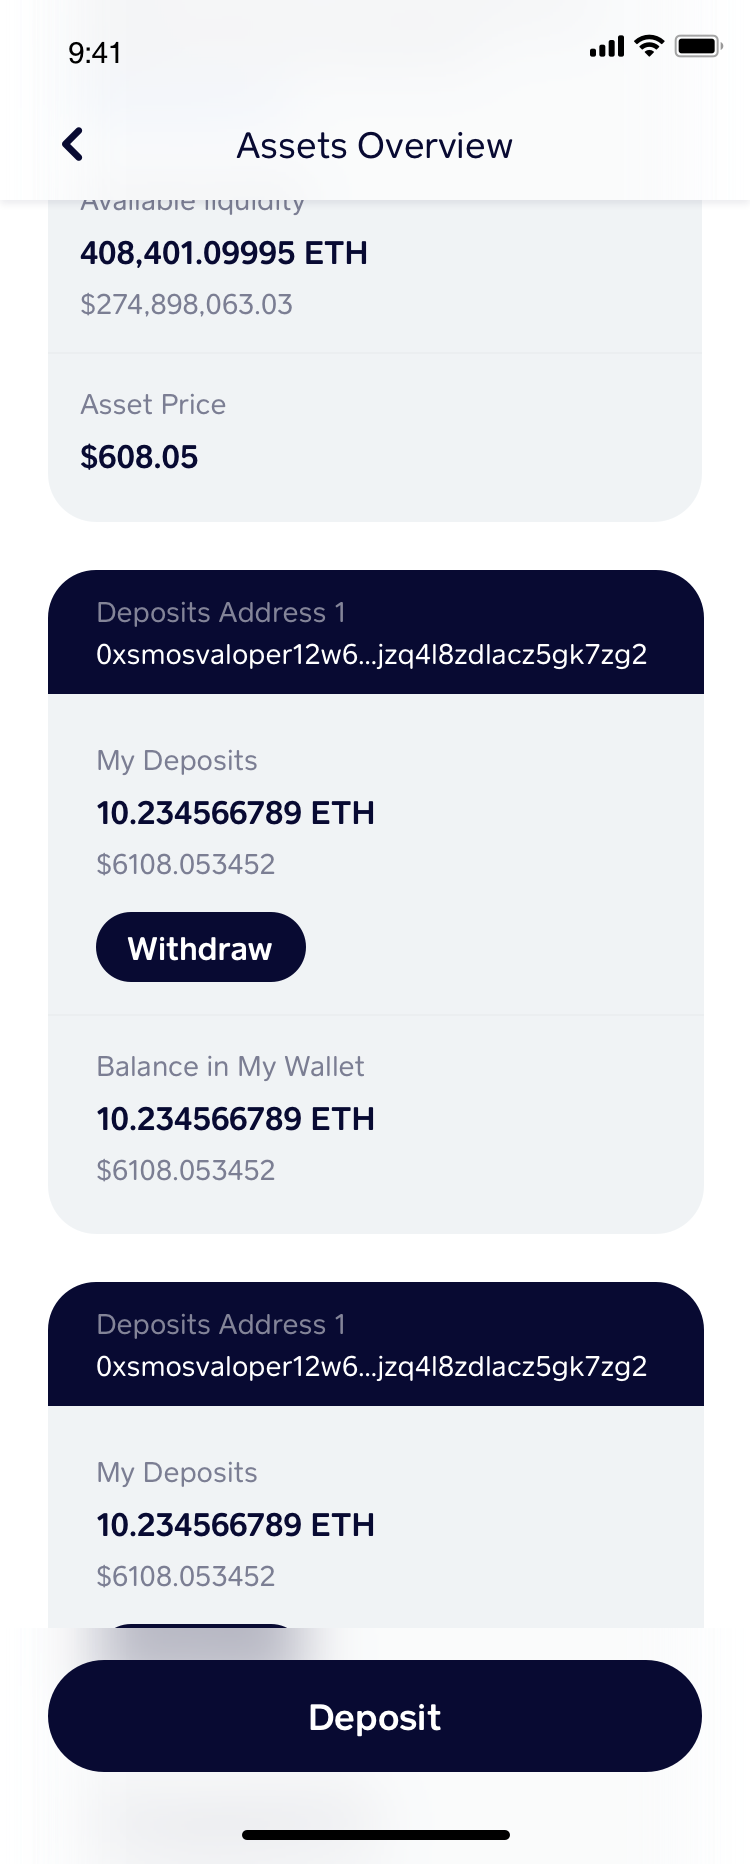 9:41
Assets Overview
Available liquidity
408,401.09995 ETH
$274,898,063.03
Asset Price
$608.05
Deposits Address 1
0xsmosvaloper12w6...jzq4l8zdlacz5gk7zg2
My Deposits
10.234566789 ETH
$6108.053452
Withdraw
Balance in My Wallet
10.234566789 ETH
$6108.053452
Deposits Address 1
0xsmosvaloper12w6...jzq4l8zdlacz5gk7zg2
My Deposits
10.234566789 ETH
$6108.053452
Deposit